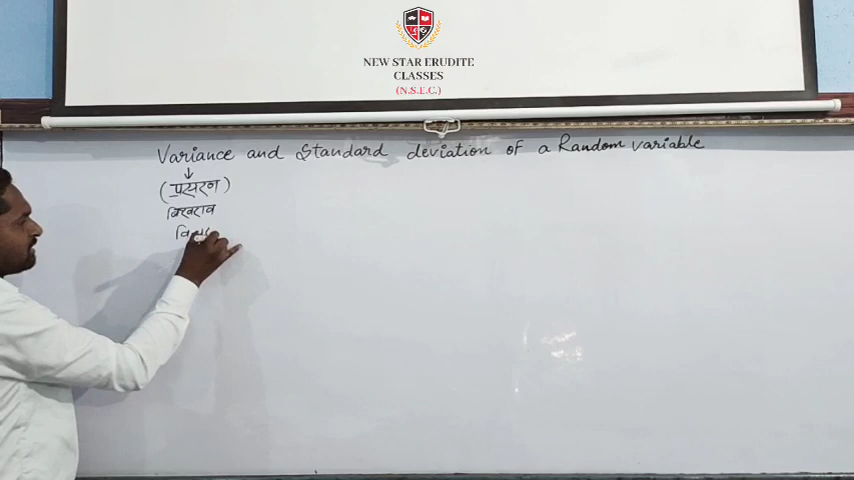 NEW STAR ERUDITE
CLASSES
(N.S.E.C.)
Variance and Standard deviation of a Random variable
(प्रसरण)
बिखराव